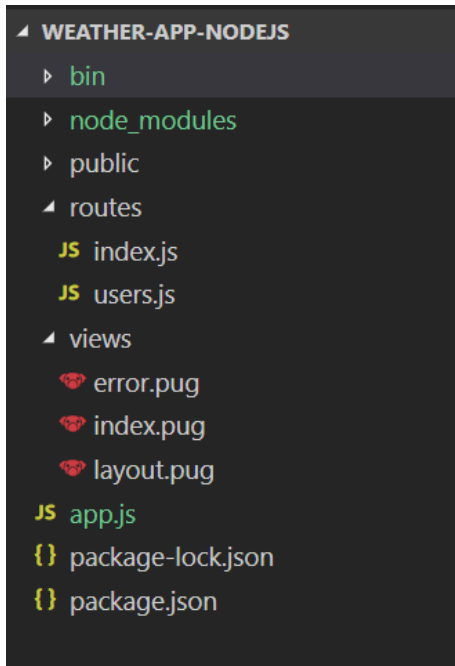 WEATHER-APP-NODEJS
bin
node_modules
public
routes
JS index.js
JS users.js
views
error.pug
index.pug
layout.pug
JS app.js
{} package-lock.json
{} package.json